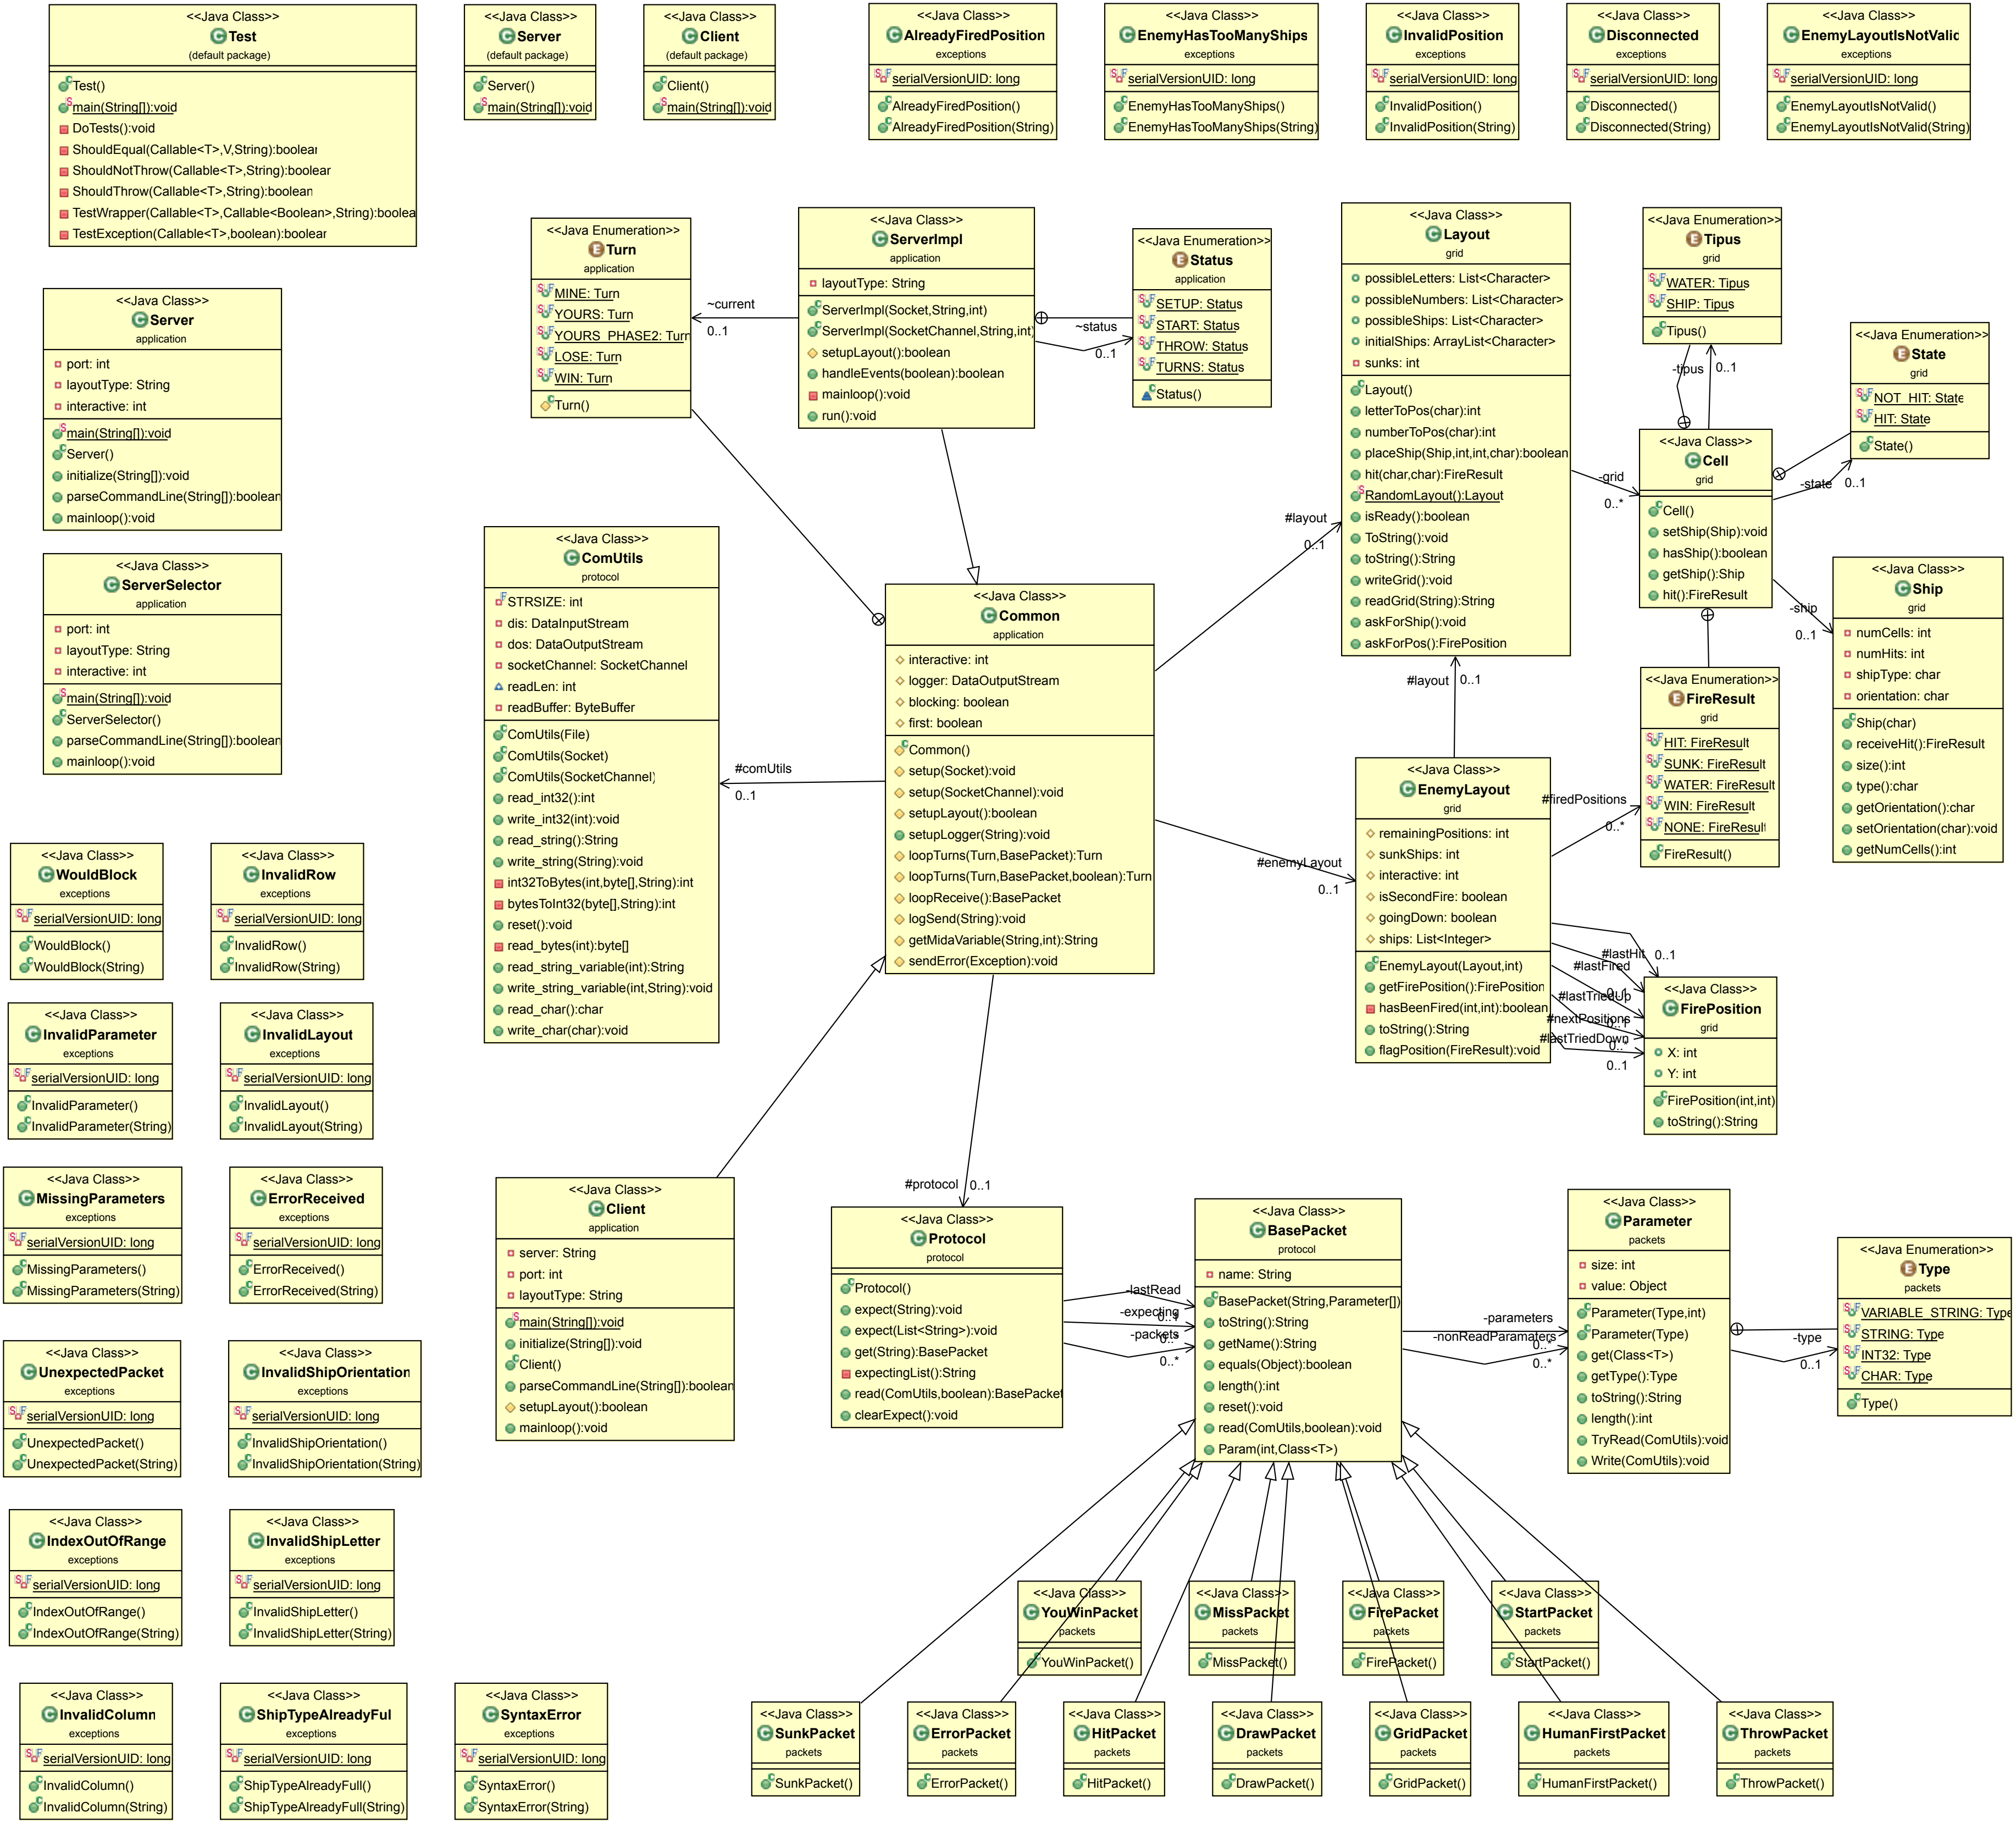 <<Java Class>>
Test
(default package)
Test()
main(String[]):void
DoTests():void
ShouldEqual(Callable<T>,V,String):boolean
ShouldNotThrow(Callable<T>,String):boolean
ShouldThrow(Callable<T>,String):boolean
TestWrapper(Callable<T>,Callable<Boolean>,String):boolea
TestException(Callable<T>,boolean):boolean
<<Java Class>>
Server
(default package)
Server()
main(String[]):void
<<Java Class>>
Client
(default package)
Client()
main(String[]):void
<<Java Class>>
AlreadyFiredPosition
exceptions
serialVersionUID: long
AlreadyFiredPosition()
AlreadyFiredPosition(String)
<<Java Class>>
EnemyHasTooManyShips
exceptions
serialVersionUID: long
EnemyHasTooManyShips()
EnemyHasTooManyShips(String)
<<Java Class>>
InvalidPosition
exceptions
serialVersionUID: long
InvalidPosition()
InvalidPosition(String)
<<Java Class>>
Disconnected
exceptions
serialVersionUID: long
Disconnected()
Disconnected(String)
<<Java Class>>
EnemyLayoutIsNotValid
exceptions
serialVersionUID: long
EnemyLayoutIsNotValid()
EnemyLayoutIsNotValid(String)
<<Java Enumeration>>
Turn
application
MINE: Turn
YOURS: Turn
YOURS_PHASE2: Turn
LOSE: Turn
WIN: Turn
Turn()
~current
0..1
<<Java Class>>
ServerImpl
application
layoutType: String
ServerImpl(Socket,String,int)
ServerImpl(SocketChannel,String,int)
setupLayout():boolean
handleEvents(boolean):boolean
mainloop():void
run():void
~status
0..1
<<Java Enumeration>>
Status
application
SETUP: Status
START: Status
THROW: Status
TURNS: Status
Status()
<<Java Class>>
Layout
grid
possibleLetters: List<Character>
possibleNumbers: List<Character>
possibleShips: List<Character>
initialShips: ArrayList<Character>
sunks: int
Layout()
letterToPos(char):int
numberToPos(char):int
placeShip(Ship,int,int,char):boolean
hit(char,char):FireResult
RandomLayout():Layout
isReady():boolean
ToString():void
toString():String
writeGrid():void
readGrid(String):String
askForShip():void
askForPos():FirePosition
<<Java Enumeration>>
Tipus
grid
WATER: Tipus
SHIP: Tipus
Tipus()
-tipus
0..1
<<Java Enumeration>>
State
grid
NOT_HIT: State
HIT: State
State()
-state
0..1
-grid
0..*
<<Java Class>>
Cell
grid
Cell()
setShip(Ship):void
hasShip():boolean
getShip():Ship
hit():FireResult
-ship
0..1
<<Java Class>>
Ship
grid
numCells: int
numHits: int
shipType: char
orientation: char
Ship(char)
receiveHit():FireResult
size():int
type():char
getOrientation():char
setOrientation(char):void
getNumCells():int
<<Java Class>>
Server
application
port: int
layoutType: String
interactive: int
main(String[]):void
Server()
initialize(String[]):void
parseCommandLine(String[]):boolean
mainloop():void
<<Java Class>>
ServerSelector
application
port: int
layoutType: String
interactive: int
main(String[]):void
ServerSelector()
parseCommandLine(String[]):boolean
mainloop():void
<<Java Class>>
ComUtils
protocol
STRSIZE: int
dis: DataInputStream
dos: DataOutputStream
socketChannel: SocketChannel
readLen: int
readBuffer: ByteBuffer
ComUtils(File)
ComUtils(Socket)
ComUtils(SocketChannel)
read_int32():int
write_int32(int):void
read_string():String
write_string(String):void
int32ToBytes(int,byte[],String):int
bytesToInt32(byte[],String):int
reset():void
read_bytes(int):byte[]
read_string_variable(int):String
write_string_variable(int,String):void
read_char():char
write_char(char):void
#comUtils
0..1
<<Java Class>>
Common
application
interactive: int
logger: DataOutputStream
blocking: boolean
first: boolean
Common()
setup(Socket):void
setup(SocketChannel):void
setupLayout():boolean
setupLogger(String):void
loopTurns(Turn,BasePacket):Turn
loopTurns(Turn,BasePacket,boolean):Turn
loopReceive():BasePacket
logSend(String):void
getMidaVariable(String,int):String
sendError(Exception):void
#layout
0..1
#enemyLayout
0..1
#layout
0..1
<<Java Class>>
EnemyLayout
grid
remainingPositions: int
sunkShips: int
interactive: int
isSecondFire: boolean
goingDown: boolean
ships: List<Integer>
EnemyLayout(Layout,int)
getFirePosition():FirePosition
hasBeenFired(int,int):boolean
toString():String
flagPosition(FireResult):void
#firedPositions
0..*
<<Java Enumeration>>
FireResult
grid
HIT: FireResult
SUNK: FireResult
WATER: FireResult
WIN: FireResult
NONE: FireResult
FireResult()
#lastHit
0..1
#lastFired
0..1
#lastTriedUp
0..1
#nextPositions
0..*
#lastTriedDown
0..1
<<Java Class>>
FirePosition
grid
X: int
Y: int
FirePosition(int,int)
toString():String
<<Java Class>>
WouldBlock
exceptions
serialVersionUID: long
WouldBlock()
WouldBlock(String)
<<Java Class>>
InvalidRow
exceptions
serialVersionUID: long
InvalidRow()
InvalidRow(String)
<<Java Class>>
InvalidParameter
exceptions
serialVersionUID: long
InvalidParameter()
InvalidParameter(String)
<<Java Class>>
InvalidLayout
exceptions
serialVersionUID: long
InvalidLayout()
InvalidLayout(String)
<<Java Class>>
MissingParameters
exceptions
serialVersionUID: long
MissingParameters()
MissingParameters(String)
<<Java Class>>
ErrorReceived
exceptions
serialVersionUID: long
ErrorReceived()
ErrorReceived(String)
<<Java Class>>
UnexpectedPacket
exceptions
serialVersionUID: long
UnexpectedPacket()
UnexpectedPacket(String)
<<Java Class>>
InvalidShipOrientation
exceptions
serialVersionUID: long
InvalidShipOrientation()
InvalidShipOrientation(String)
<<Java Class>>
IndexOutOfRange
exceptions
serialVersionUID: long
IndexOutOfRange()
IndexOutOfRange(String)
<<Java Class>>
InvalidShipLetter
exceptions
serialVersionUID: long
InvalidShipLetter()
InvalidShipLetter(String)
<<Java Class>>
InvalidColumn
exceptions
serialVersionUID: long
InvalidColumn()
InvalidColumn(String)
<<Java Class>>
ShipTypeAlreadyFul
exceptions
serialVersionUID: long
ShipTypeAlreadyFull()
ShipTypeAlreadyFull(String)
<<Java Class>>
SyntaxError
exceptions
serialVersionUID: long
SyntaxError()
SyntaxError(String)
<<Java Class>>
Client
application
server: String
port: int
layoutType: String
main(String[]):void
initialize(String[]):void
Client()
parseCommandLine(String[]):boolean
setupLayout():boolean
mainloop():void
#protocol
0..1
<<Java Class>>
Protocol
protocol
Protocol()
expect(String):void
expect(List<String>):void
get(String):BasePacket
expectingList():String
read(ComUtils,boolean):BasePacket
clearExpect():void
-lastRead
0..1
-expecting
0..*
-packets
0..*
<<Java Class>>
BasePacket
protocol
name: String
BasePacket(String,Parameter[])
toString():String
getName():String
equals(Object):boolean
length():int
reset():void
read(ComUtils,boolean):void
Param(int,Class<T>)
-parameters
0..*
-nonReadParamaters
0..*
<<Java Class>>
Parameter
packets
size: int
value: Object
Parameter(Type,int)
Parameter(Type)
get(Class<T>)
getType():Type
toString():String
length():int
TryRead(ComUtils):void
Write(ComUtils):void
-type
0..1
<<Java Enumeration>>
Type
packets
VARIABLE_STRING: Type
STRING: Type
INT32: Type
CHAR: Type
Type()
<<Java Class>>
YouWinPacket
packets
YouWinPacket()
<<Java Class>>
MissPacket
packets
MissPacket()
<<Java Class>>
FirePacket
packets
FirePacket()
<<Java Class>>
StartPacket
packets
StartPacket()
<<Java Class>>
SunkPacket
packets
SunkPacket()
<<Java Class>>
ErrorPacket
packets
ErrorPacket()
<<Java Class>>
HitPacket
packets
HitPacket()
<<Java Class>>
DrawPacket
packets
DrawPacket()
<<Java Class>>
GridPacket
packets
GridPacket()
<<Java Class>>
HumanFirstPacket
packets
HumanFirstPacket()
<<Java Class>>
ThrowPacket
packets
ThrowPacket()